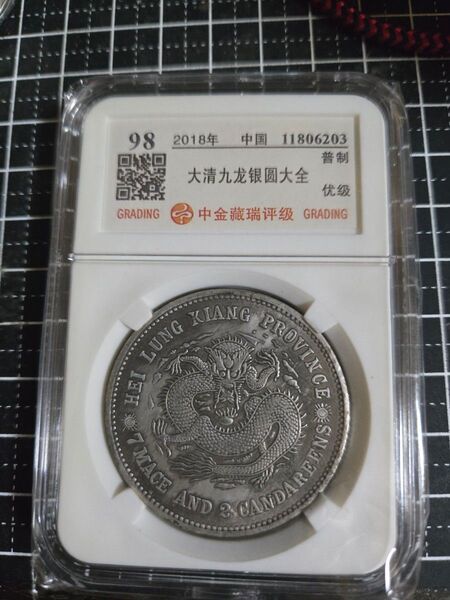 98 2018年 中国 11806203
普制
大清九龙银圆大全
优级
GRADING 中金藏瑞评级 GRADING
HEI LUNG KIANG PROVINCE
7 MACE AND 3 CANDAREENS